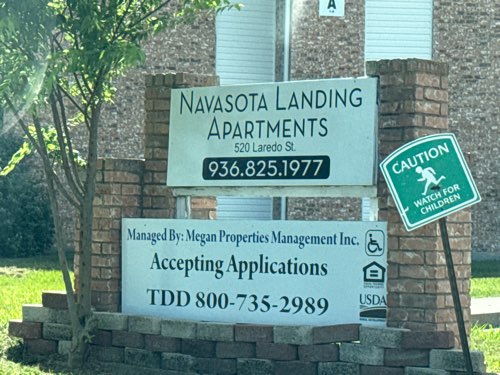 A
NAVASOTA LANDING
APARTMENTS
520 Laredo St.
936.825.1977
CAUTION
WATCH FOR
CHILDREN
Managed By: Megan Properties Management Inc.
Accepting Applications
TDD 800-735-2989
USDA